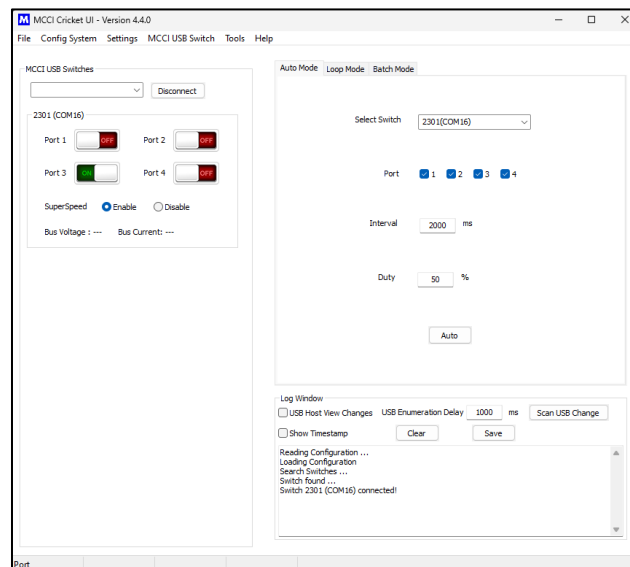 M MCCI Cricket UI - Version 4.4.0
File Config System Settings MCCI USB Switch Tools Help
MCCI USB Switches
Disconnect
2301 (COM16)
Port 1 OFF Port 2 OFF
Port 3 ON Port 4 OFF
SuperSpeed Enable Disable
Bus Voltage : --- Bus Current: ---
Auto Mode Loop Mode Batch Mode
Select Switch 2301(COM16)
Port 1 2 3 4
Interval 2000 ms
Duty 50 %
Auto
Log Window
USB Host View Changes USB Enumeration Delay 1000 ms Scan USB Change
Show Timestamp Clear Save
Reading Configuration ...
Loading Configuration
Search Switches ...
Switch found ...
Switch 2301 (COM16) connected!
Port